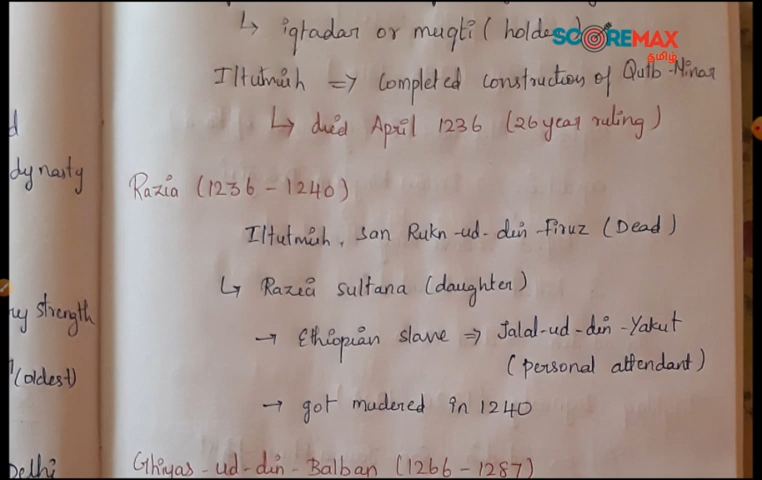 ↳ iqtadar or muqti (holder)
SCOREMAX
தமிழ்
Iltutmish => completed construction of Qutb-Minar
↳ died April 1236 (26 year ruling)
d
dynasty
Razia (1236 - 1240)
Iltutmish, son Rukn-ud-din-Firuz (Dead)
↳ Razia sultana (daughter)
ry strength
→ Ethiopian slave => Jalal-ud-din-Yakut
(personal attendant)
(oldest)
→ got mudered in 1240
Delhi
Ghiyas-ud-din-Balban (1266 - 1287)